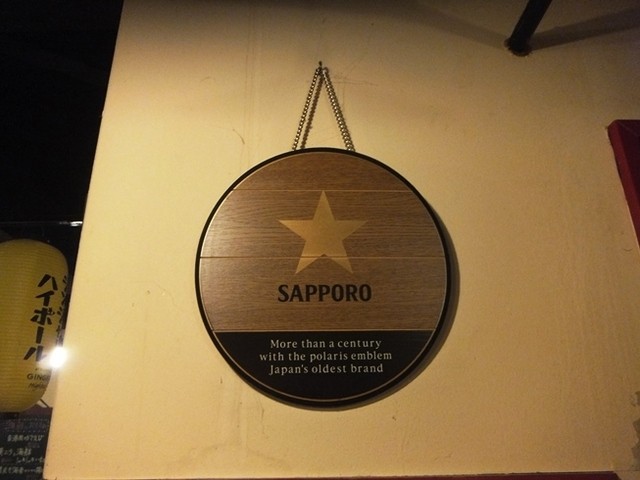 SAPPORO
More than a century
with the polaris emblem
Japan's oldest brand
ハイボール